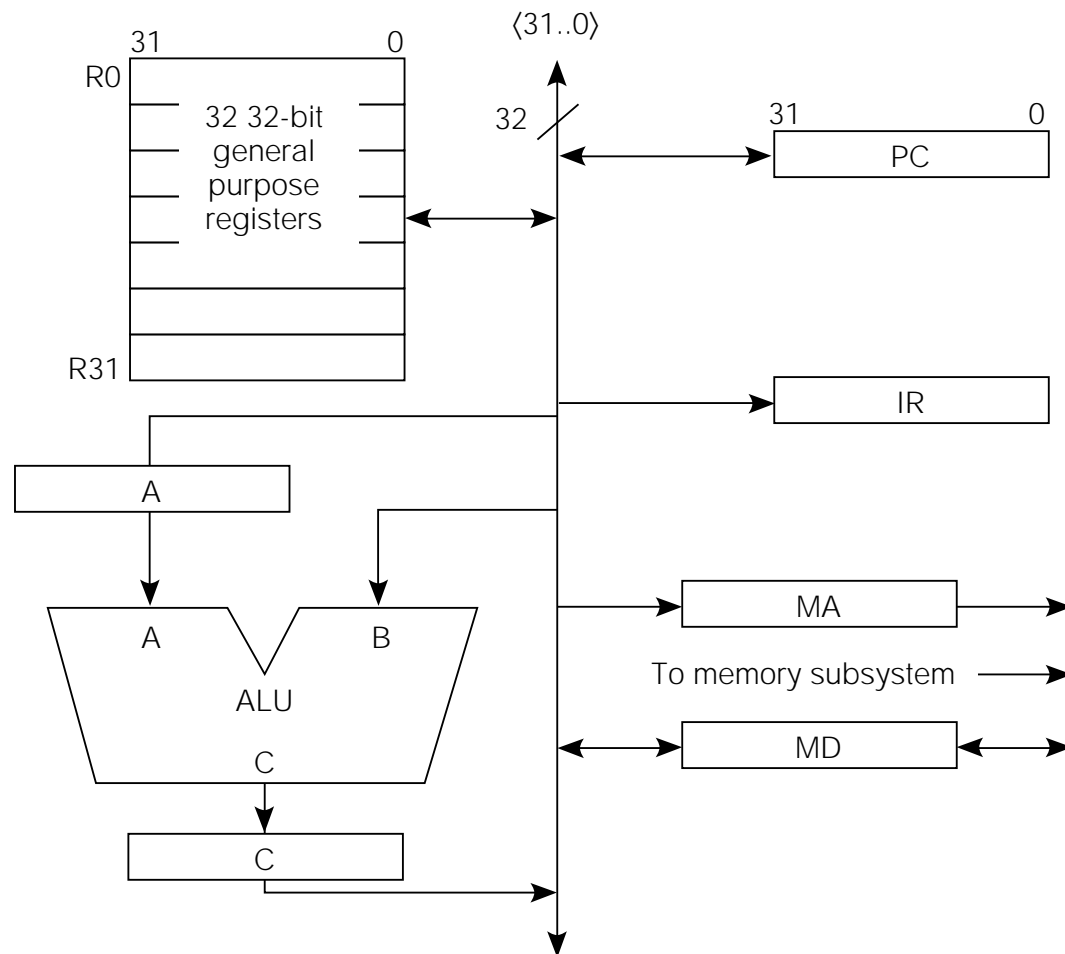 ⟨31..0⟩
31 0
R0
32 32-bit
general
purpose
registers
R31
32
31 0
PC
IR
A
A
B
ALU
C
C
MA
To memory subsystem
MD